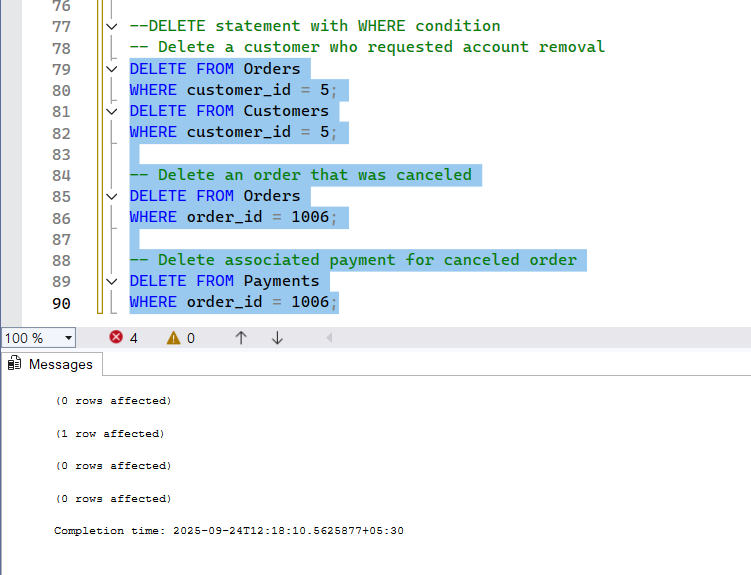 76
77 --DELETE statement with WHERE condition
78 -- Delete a customer who requested account removal
79 DELETE FROM Orders
80 WHERE customer_id = 5;
81 DELETE FROM Customers
82 WHERE customer_id = 5;
83
84 -- Delete an order that was canceled
85 DELETE FROM Orders
86 WHERE order_id = 1006;
87
88 -- Delete associated payment for canceled order
89 DELETE FROM Payments
90 WHERE order_id = 1006;
100 % 4 0
Messages
(0 rows affected)
(1 row affected)
(0 rows affected)
(0 rows affected)
Completion time: 2025-09-24T12:18:10.5625877+05:30